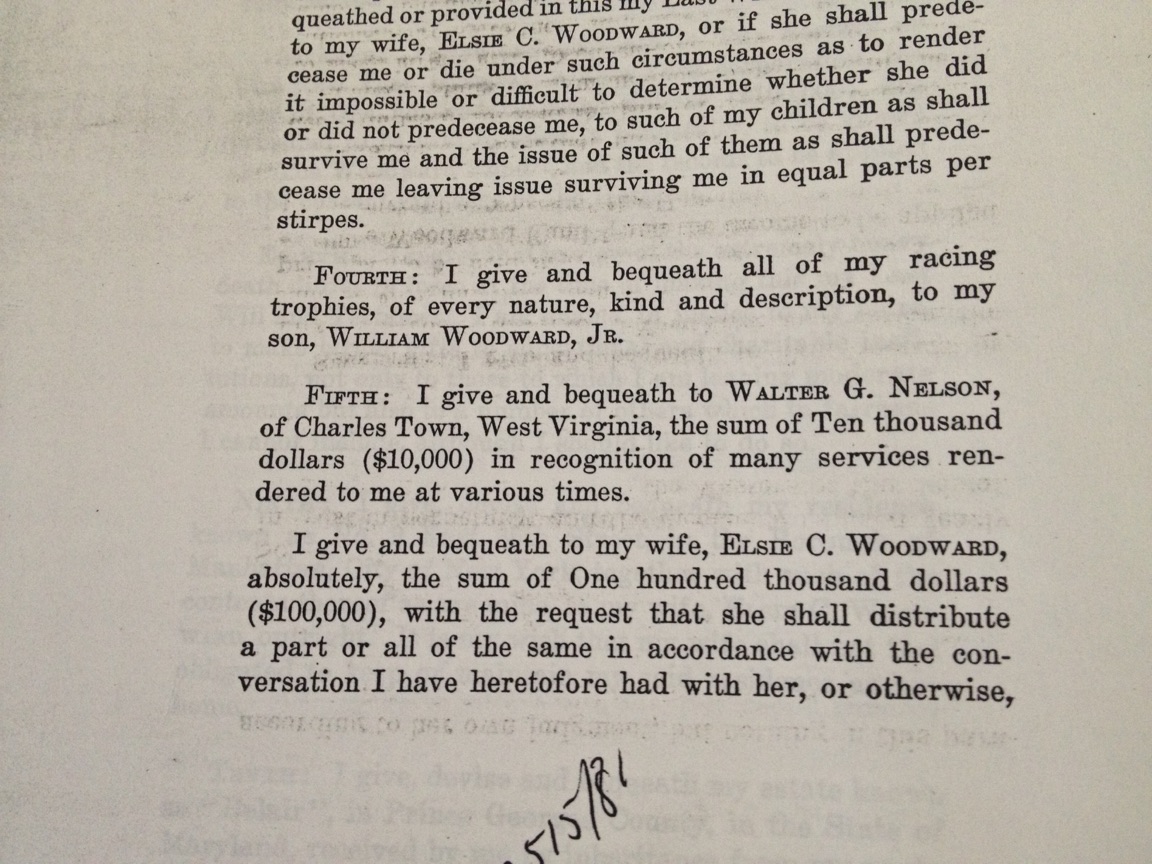 queathed or provided in this my Last
to my wife, ELSIE C. WOODWARD, or if she shall prede-
cease me or die under such circumstances as to render
it impossible or difficult to determine whether she did
or did not predecease me, to such of my children as shall
survive me and the issue of such of them as shall prede-
cease me leaving issue surviving me in equal parts per
stirpes.
FOURTH: I give and bequeath all of my racing
trophies, of every nature, kind and description, to my
son, WILLIAM WOODWARD, JR.
FIFTH: I give and bequeath to WALTER G. NELSON,
of Charles Town, West Virginia, the sum of Ten thousand
dollars ($10,000) in recognition of many services ren-
dered to me at various times.
I give and bequeath to my wife, ELSIE C. WOODWARD,
absolutely, the sum of One hundred thousand dollars
($100,000), with the request that she shall distribute
a part or all of the same in accordance with the con-
versation I have heretofore had with her, or otherwise,
515/81